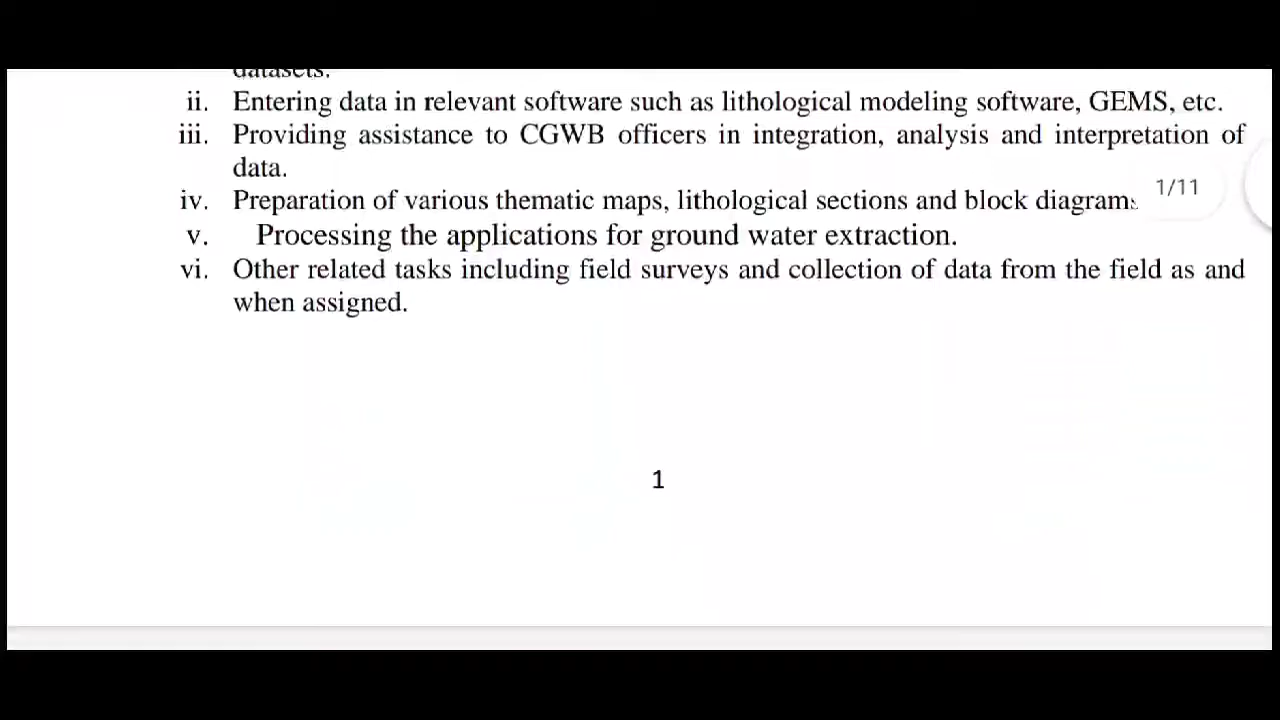 datasets.
ii. Entering data in relevant software such as lithological modeling software, GEMS, etc.
iii. Providing assistance to CGWB officers in integration, analysis and interpretation of
data.
iv. Preparation of various thematic maps, lithological sections and block diagrams
1/11
v. Processing the applications for ground water extraction.
vi. Other related tasks including field surveys and collection of data from the field as and
when assigned.
1